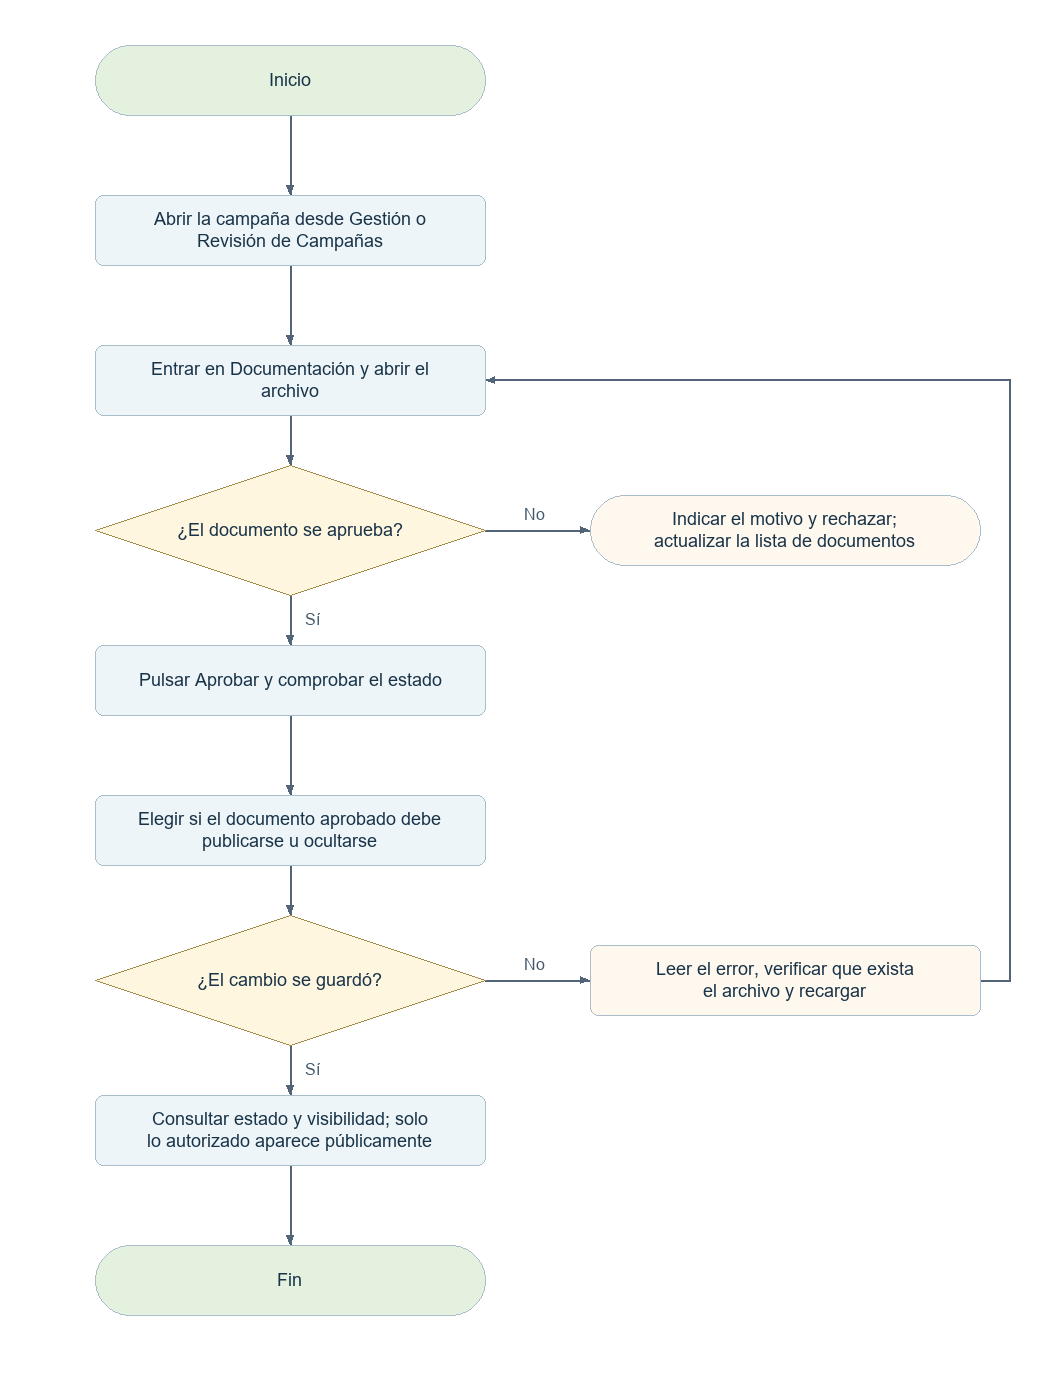 Inicio
Abrir la campaña desde Gestión o
Revisión de Campañas
Entrar en Documentación y abrir el
archivo
¿El documento se aprueba?
No
Indicar el motivo y rechazar;
actualizar la lista de documentos
Sí
Pulsar Aprobar y comprobar el estado
Elegir si el documento aprobado debe
publicarse u ocultarse
¿El cambio se guardó?
No
Leer el error, verificar que exista
el archivo y recargar
Sí
Consultar estado y visibilidad; solo
lo autorizado aparece públicamente
Fin